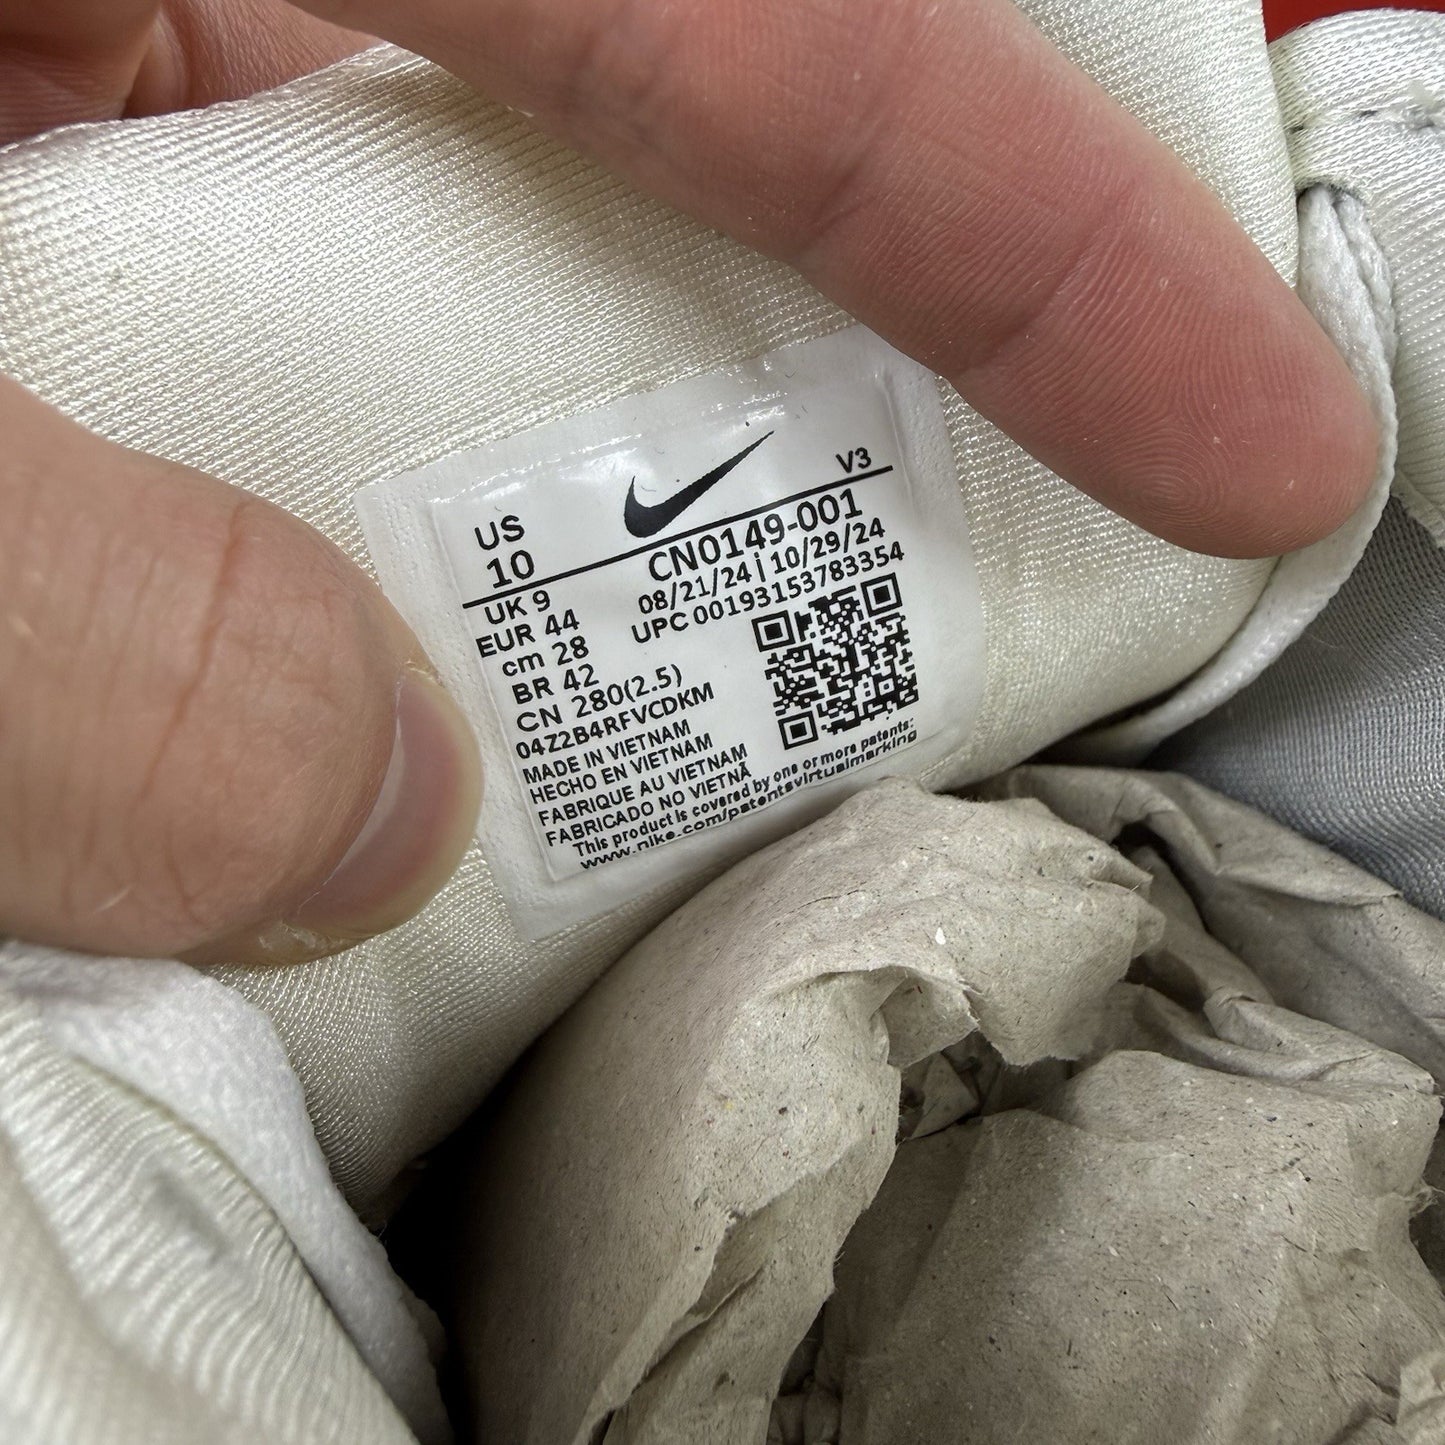 V3
US
10
CN0149-001
08/21/24¡10/29/24
UPC 00193153783354
UK 9
EUR 44
cm 28
BR 42
CN 280(2.5)
04Z2B4RFVCDKM
MADE IN VIETNAM
HECHO EN VIETNAM
FABRIQUE AU VIETNAM
FABRICADO NO VIETNÃ
This product is covered by one or more patents:
www.nike.com/patentsvirtualmarking